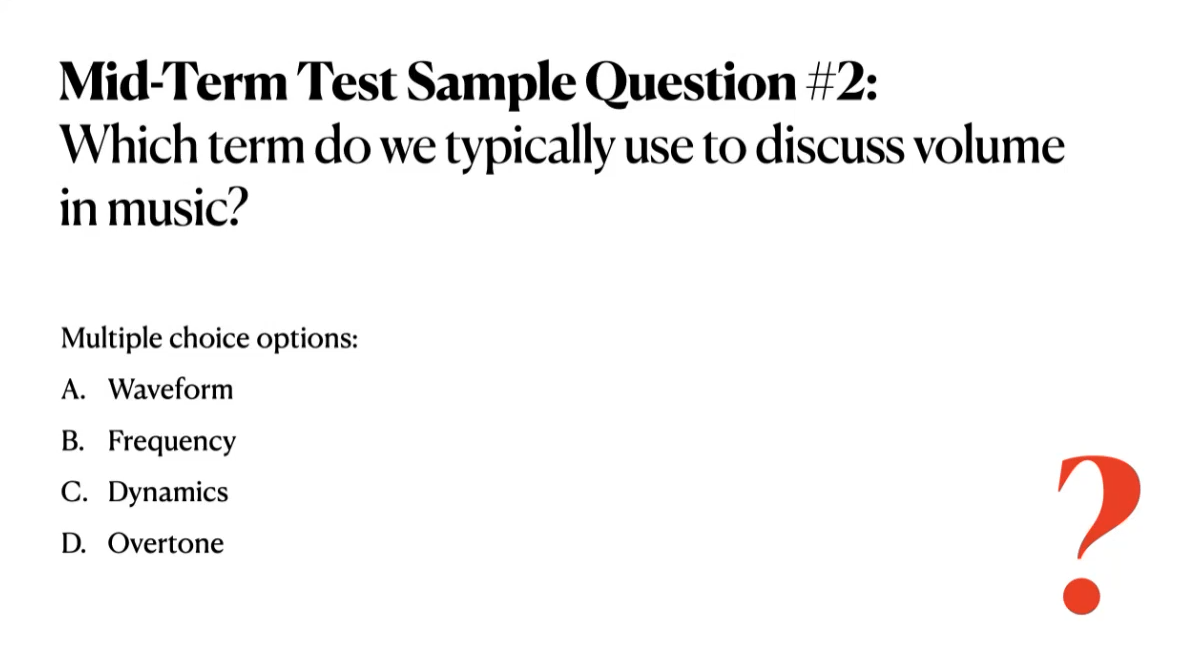 Mid-Term Test Sample Question #2:
Which term do we typically use to discuss volume
in music?
Multiple choice options:
A. Waveform
B. Frequency
C. Dynamics
D. Overtone
?